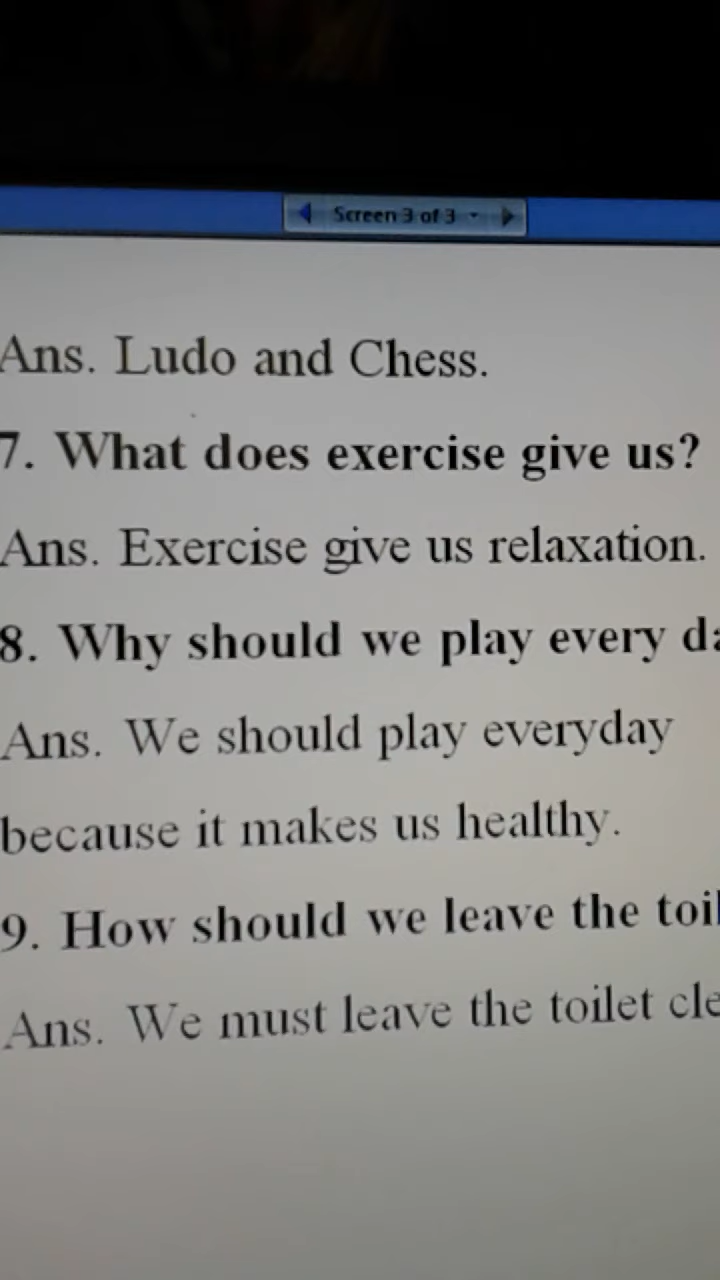 Screen 3 of 3
Ans. Ludo and Chess.
7. What does exercise give us?
Ans. Exercise give us relaxation.
8. Why should we play every
Ans. We should play everyday
because it makes us healthy.
9. How should we leave the
Ans. We must leave the toilet